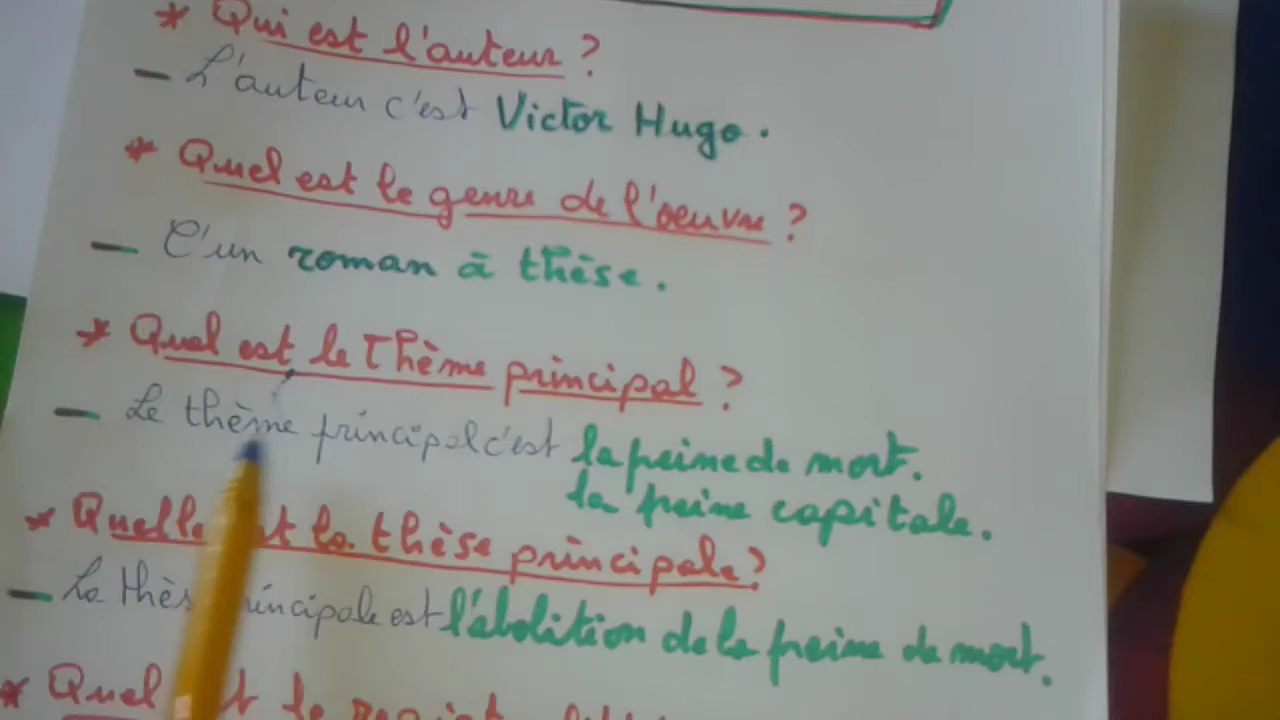 * Qui est l'auteur ?
- L'auteur c'est Victor Hugo.
* Quel est le genre de l'oeuvre ?
- C'un roman à thèse.
* Quel est le Thème principal ?
- Le thème principal c'est la peine de mort.
la peine capitale.
* Quelle est la thèse principale ?
- La thèse principale est l'abolition de la peine de mort.
* Quel est le